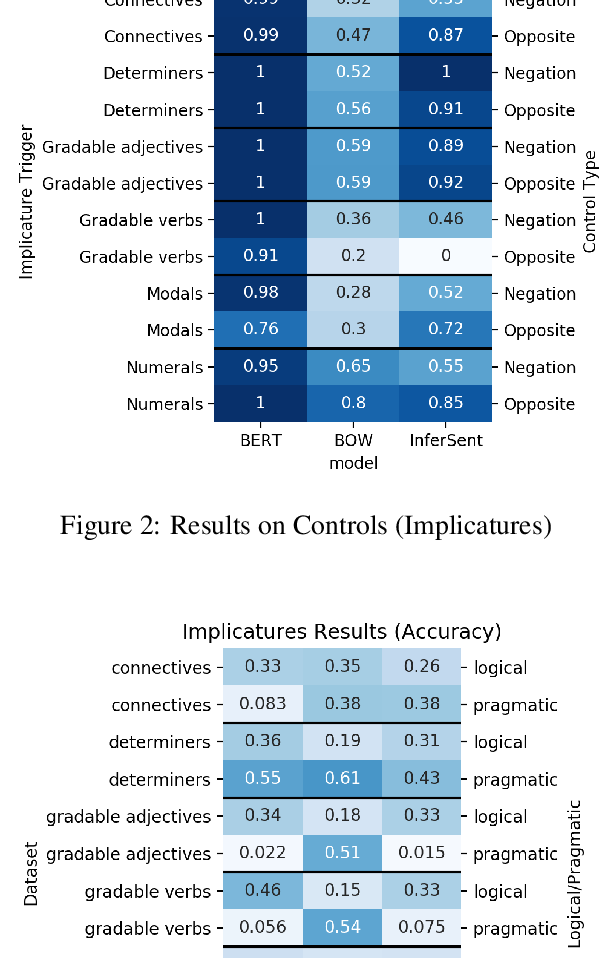 Connectives 0.99 0.52 0.95 Negation
Connectives 0.99 0.47 0.87 Opposite
Determiners 1 0.52 1 Negation
Determiners 1 0.56 0.91 Opposite
Gradable adjectives 1 0.59 0.89 Negation
Gradable adjectives 1 0.59 0.92 Opposite
Gradable verbs 1 0.36 0.46 Negation
Gradable verbs 0.91 0.2 0 Opposite
Modals 0.98 0.28 0.52 Negation
Modals 0.76 0.3 0.72 Opposite
Numerals 0.95 0.65 0.55 Negation
Numerals 1 0.8 0.85 Opposite
Implicature Trigger
Control Type
BERT BOW InferSent
model
Figure 2: Results on Controls (Implicatures)
Implicatures Results (Accuracy)
connectives 0.33 0.35 0.26 logical
connectives 0.083 0.38 0.38 pragmatic
determiners 0.36 0.19 0.31 logical
determiners 0.55 0.61 0.43 pragmatic
gradable adjectives 0.34 0.18 0.33 logical
gradable adjectives 0.022 0.51 0.015 pragmatic
gradable verbs 0.46 0.15 0.33 logical
gradable verbs 0.056 0.54 0.075 pragmatic
Dataset
Logical/Pragmatic